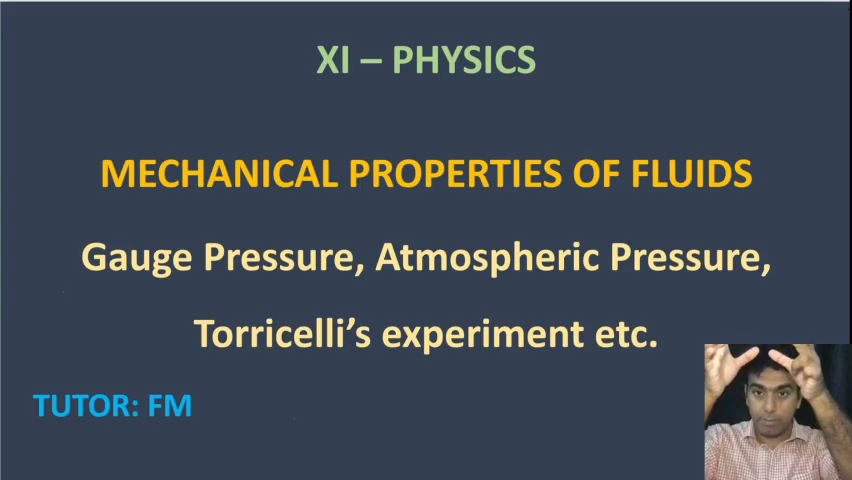 XI – PHYSICS
MECHANICAL PROPERTIES OF FLUIDS
Gauge Pressure, Atmospheric Pressure,
Torricelli’s experiment etc.
TUTOR: FM